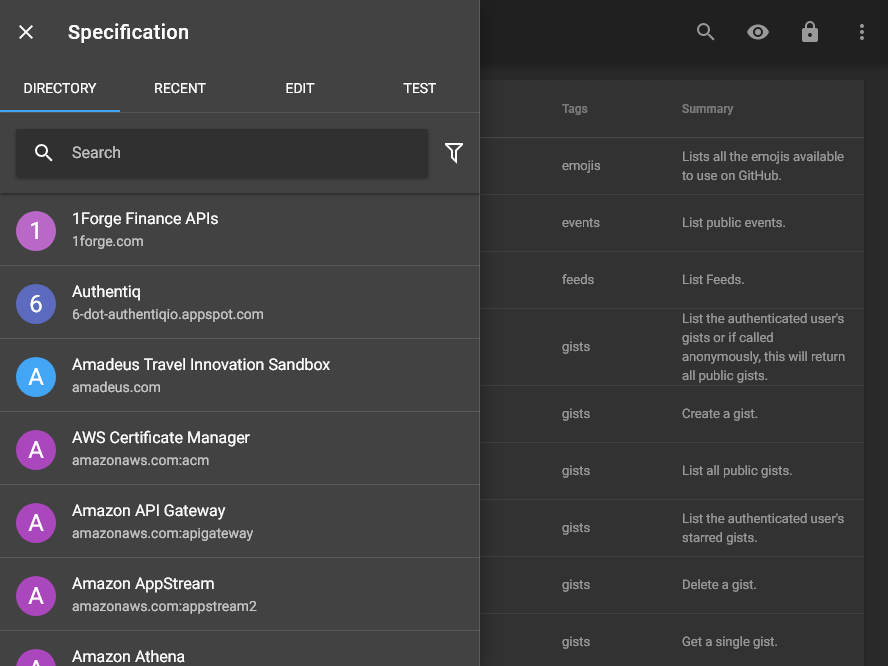 Specification
DIRECTORY
RECENT
EDIT
TEST
Search
1
1Forge Finance APIs
1forge.com
6
Authentiq
6-dot-authentiqio.appspot.com
A
Amadeus Travel Innovation Sandbox
amadeus.com
A
AWS Certificate Manager
amazonaws.com:acm
A
Amazon API Gateway
amazonaws.com:apigateway
A
Amazon AppStream
amazonaws.com:appstream2
A
Amazon Athena
Tags
Summary
emojis
Lists all the emojis available
to use on GitHub.
events
List public events.
feeds
List Feeds.
gists
List the authenticated user's
gists or if called
anonymously, this will return
all public gists.
gists
Create a gist.
gists
List all public gists.
gists
List the authenticated user's
starred gists.
gists
Delete a gist.
gists
Get a single gist.